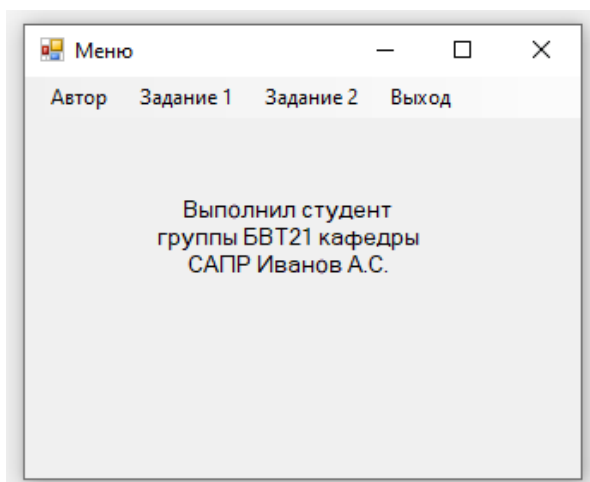 Меню
Автор Задание 1 Задание 2 Выход
Выполнил студент
группы БВТ21 кафедры
САПР Иванов А.С.